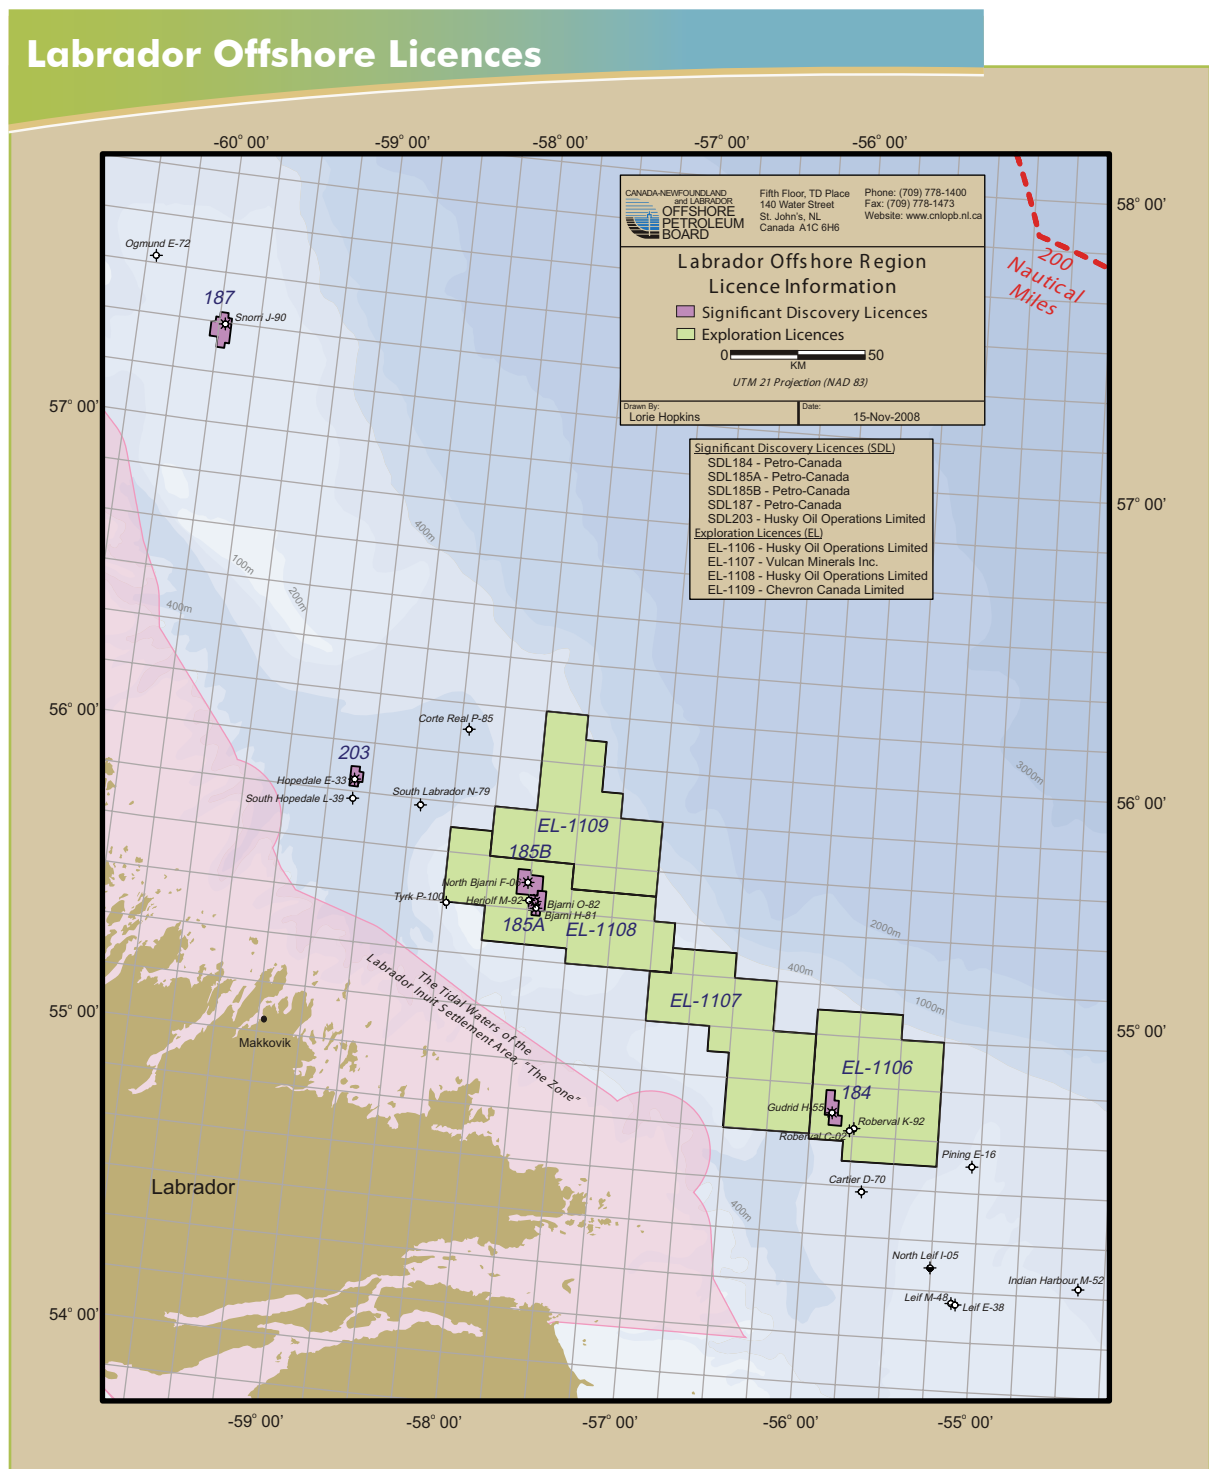 Labrador Offshore Licences
-60° 00'
-59° 00'
-58° 00'
-57° 00'
-56° 00'
CANADA-NEWFOUNDLAND
and LABRADOR
OFFSHORE
PETROLEUM
BOARD
Fifth Floor, TD Place
140 Water Street
St. John's, NL
Canada A1C 6H6
Phone: (709) 778-1400
Fax: (709) 778-1473
Website: www.cnlopb.nl.ca
Labrador Offshore Region
Licence Information
Significant Discovery Licences
Exploration Licences
0
50
KM
UTM 21 Projection (NAD 83)
Drawn By:
Lorie Hopkins
Date:
15-Nov-2008
Significant Discovery Licences (SDL)
SDL184 - Petro-Canada
SDL185A - Petro-Canada
SDL185B - Petro-Canada
SDL187 - Petro-Canada
SDL203 - Husky Oil Operations Limited
Exploration Licences (EL)
EL-1106 - Husky Oil Operations Limited
EL-1107 - Vulcan Minerals Inc.
EL-1108 - Husky Oil Operations Limited
EL-1109 - Chevron Canada Limited
200
Nautical
Miles
58° 00'
57° 00'
56° 00'
55° 00'
57° 00'
56° 00'
55° 00'
54° 00'
Ogmund E-72
187
Snorri J-90
400m
100m
200m
400m
Corte Real P-85
203
Hopedale E-33
South Hopedale L-39
South Labrador N-79
3000m
EL-1109
185B
North Bjarni F-06
Tyrk P-100
Herjolf M-92
Bjarni O-82
Bjarni H-81
185A
EL-1108
2000m
400m
1000m
The Tidal Waters of the
Labrador Inuit Settlement Area, "The Zone"
EL-1107
Makkovik
EL-1106
184
Gudrid H-55
Roberval K-92
Roberval C-02
Pining E-16
Cartier D-70
Labrador
400m
North Leif I-05
Indian Harbour M-52
Leif M-48
Leif E-38
-59° 00'
-58° 00'
-57° 00'
-56° 00'
-55° 00'